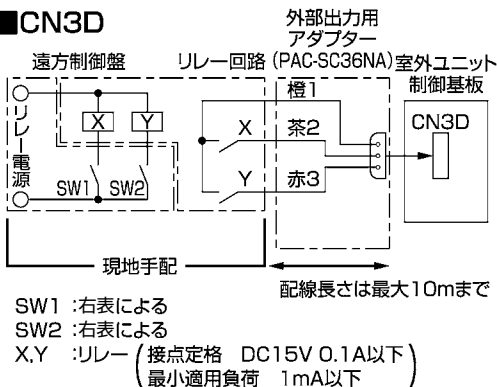 ■CN3D
外部出力用
アダプター
遠方制御盤 リレー回路 (PAC-SC36NA) 室外ユニット
制御基板
橙1
CN3D
X Y X 茶2
リレー電源
SW1 SW2 Y 赤3
現地手配
配線長さは最大10mまで
SW1 :右表による
SW2 :右表による
X,Y :リレー(接点定格 DC15V 0.1A以下
最小適用負荷 1mA以下)